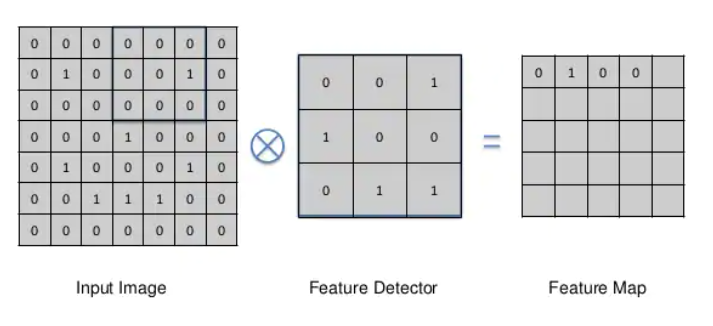 0 0 0 0 0 0 0
0 1 0 0 0 1 0
0 0 0 0 0 0 0
0 0 0 1 0 0 0
0 1 0 0 0 1 0
0 0 1 1 1 0 0
0 0 0 0 0 0 0
0 0 1
1 0 0
0 1 1
=
0 1 0 0
Input Image
Feature Detector
Feature Map